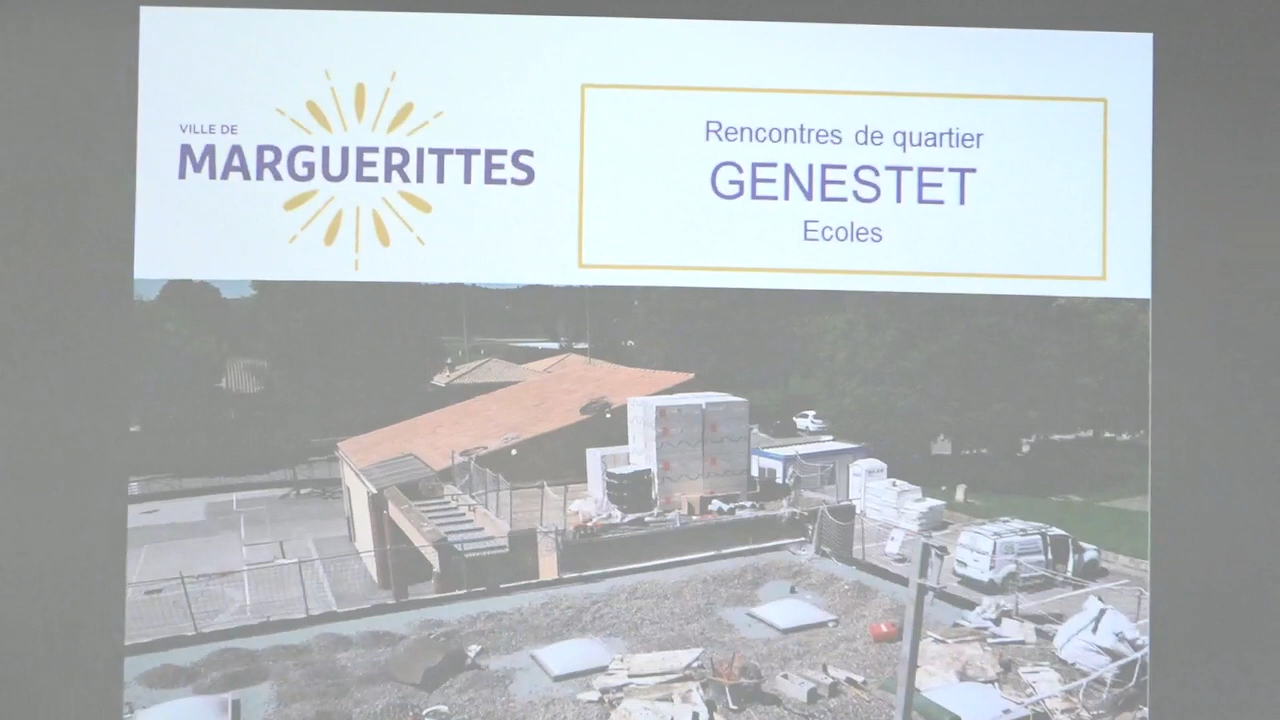 VILLE DE
MARGUERITTES
Rencontres de quartier
GENESTET
Ecoles